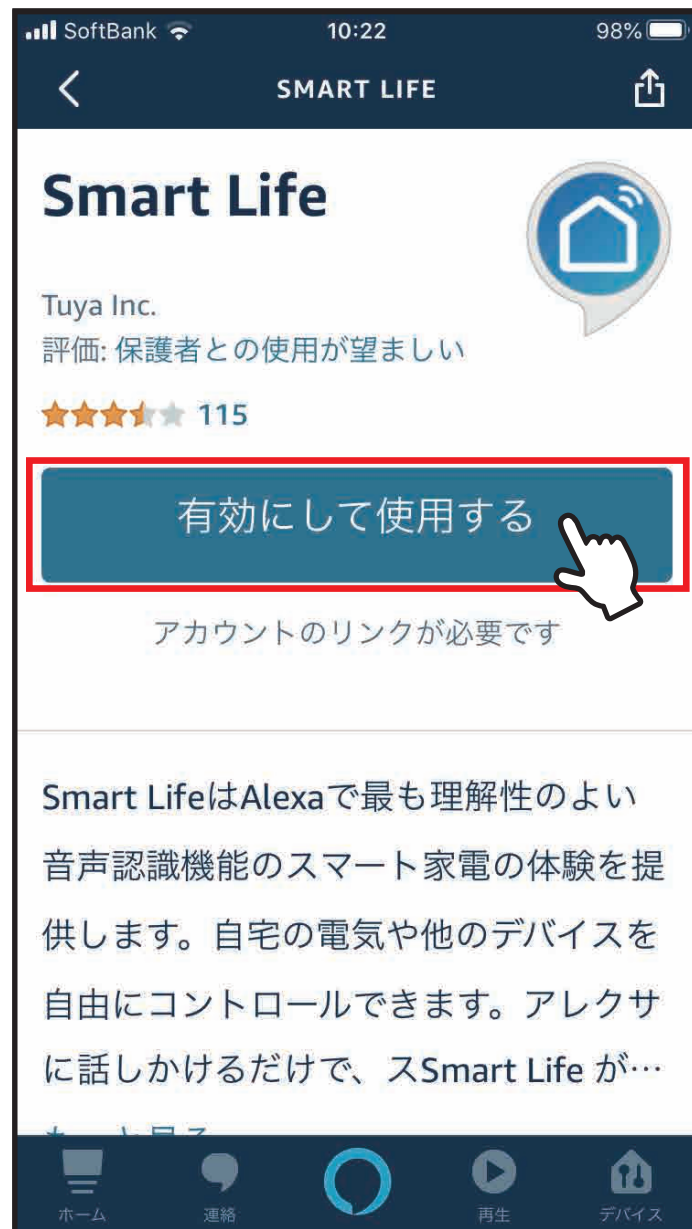 SoftBank 10:22 98%
SMART LIFE
Smart Life
Tuya Inc.
評価: 保護者との使用が望ましい
115
有効にして使用する
アカウントのリンクが必要です
Smart LifeはAlexaで最も理解性のよい
音声認識機能のスマート家電の体験を提
供します。自宅の電気や他のデバイスを
自由にコントロールできます。アレクサ
に話しかけるだけで、スSmart Life が…
ホーム 連絡 再生 デバイス